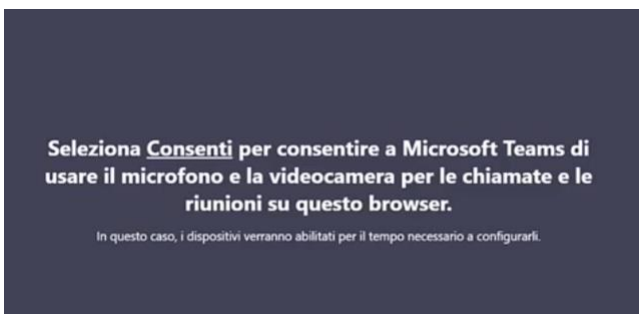 Seleziona Consenti per consentire a Microsoft Teams di
usare il microfono e la videocamera per le chiamate e le
riunioni su questo browser.
In questo caso, i dispositivi verranno abilitati per il tempo necessario a configurarli.